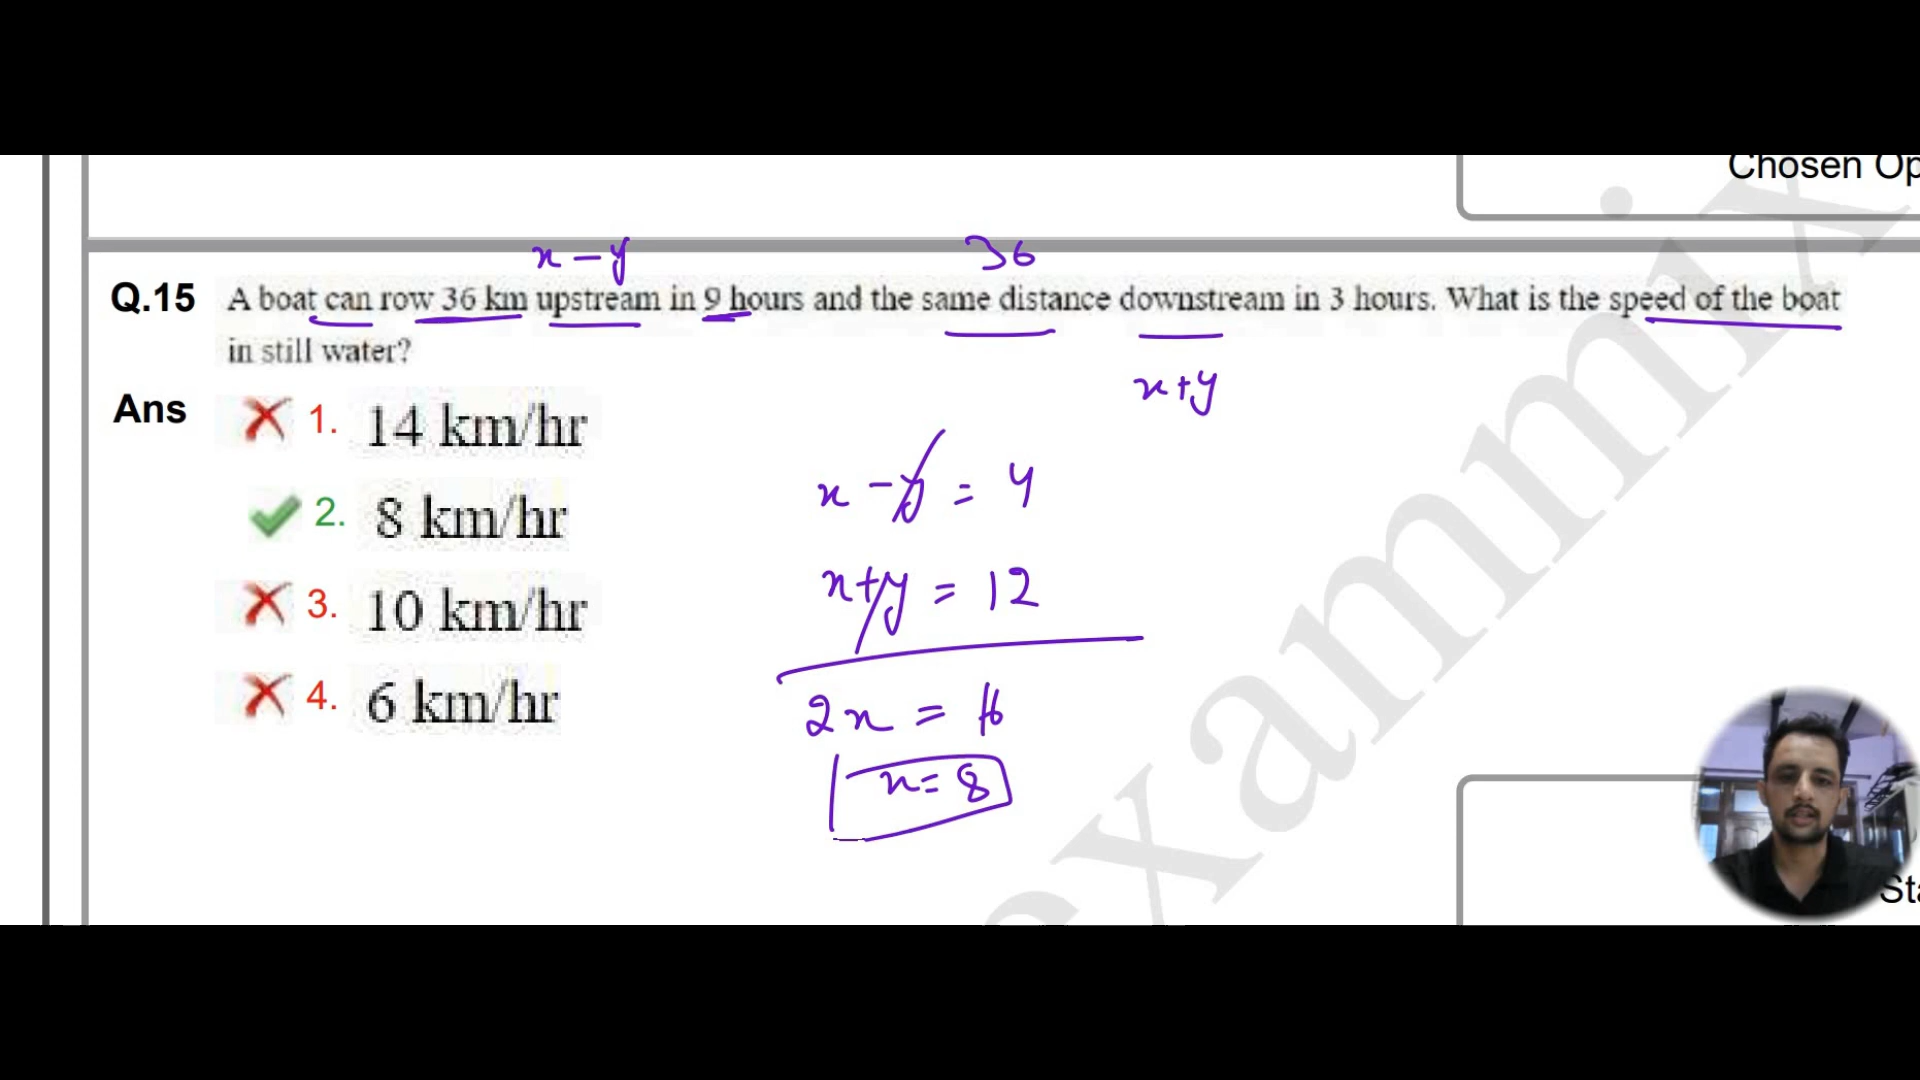 Chosen Op
x - y
36
Q.15 A boat can row 36 km upstream in 9 hours and the same distance downstream in 3 hours. What is the speed of the boat
in still water?
x+y
Ans
1. 14 km/hr
2. 8 km/hr
3. 10 km/hr
4. 6 km/hr
x - y = 4
x+y = 12
2x = 16
x = 8
exammix
Sta